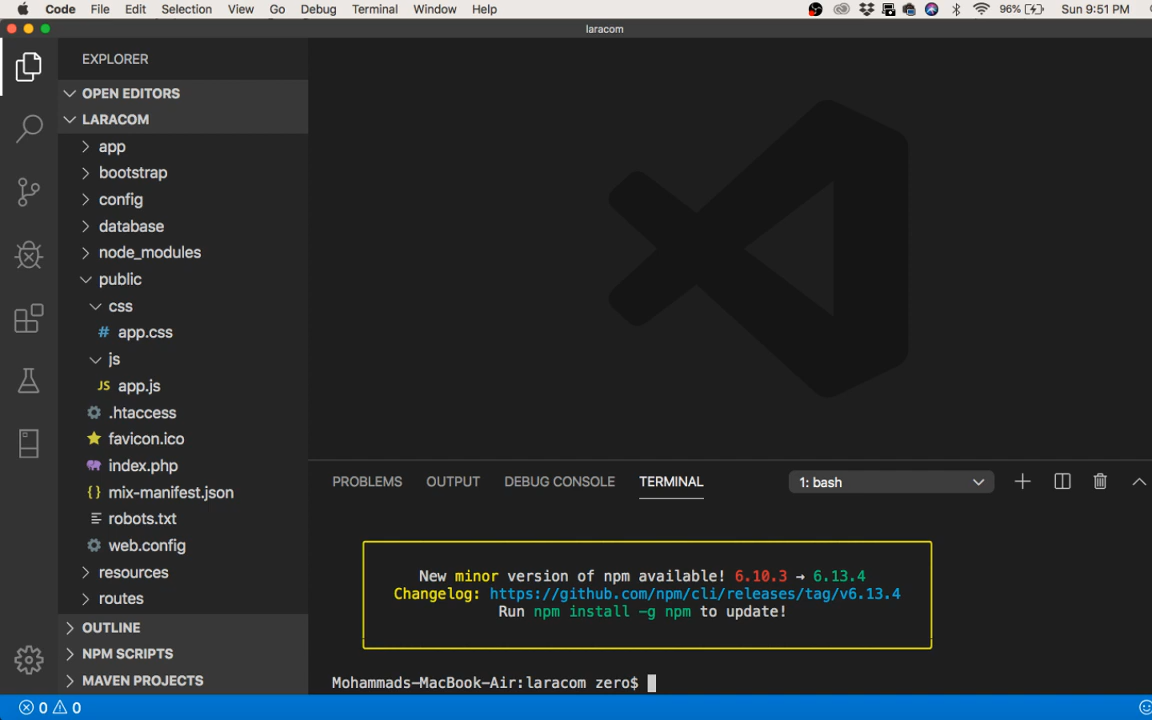 Code File Edit Selection View Go Debug Terminal Window Help 96% Sun 9:51 PM
laracom
EXPLORER
OPEN EDITORS
LARACOM
app
bootstrap
config
database
node_modules
public
css
# app.css
js
JS app.js
.htaccess
favicon.ico
index.php
{} mix-manifest.json
robots.txt
web.config
resources
routes
OUTLINE
NPM SCRIPTS
MAVEN PROJECTS
PROBLEMS OUTPUT DEBUG CONSOLE TERMINAL 1: bash
New minor version of npm available! 6.10.3 → 6.13.4
Changelog: https://github.com/npm/cli/releases/tag/v6.13.4
Run npm install -g npm to update!
Mohammads-MacBook-Air:laracom zero$
0 0